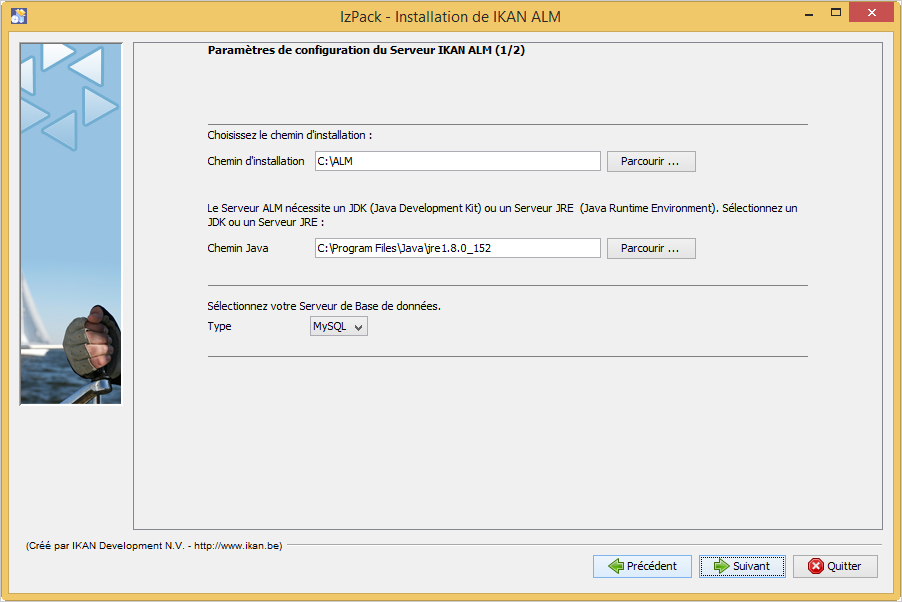 IzPack - Installation de IKAN ALM
Paramètres de configuration du Serveur IKAN ALM (1/2)
Choisissez le chemin d'installation :
Chemin d'installation C:\ALM Parcourir ...
Le Serveur ALM nécessite un JDK (Java Development Kit) ou un Serveur JRE (Java Runtime Environment). Sélectionnez un
JDK ou un Serveur JRE :
Chemin Java C:\Program Files\Java\jre1.8.0_152 Parcourir ...
Sélectionnez votre Serveur de Base de données.
Type MySQL
(Créé par IKAN Development N.V. - http://www.ikan.be)
Précédent Suivant Quitter